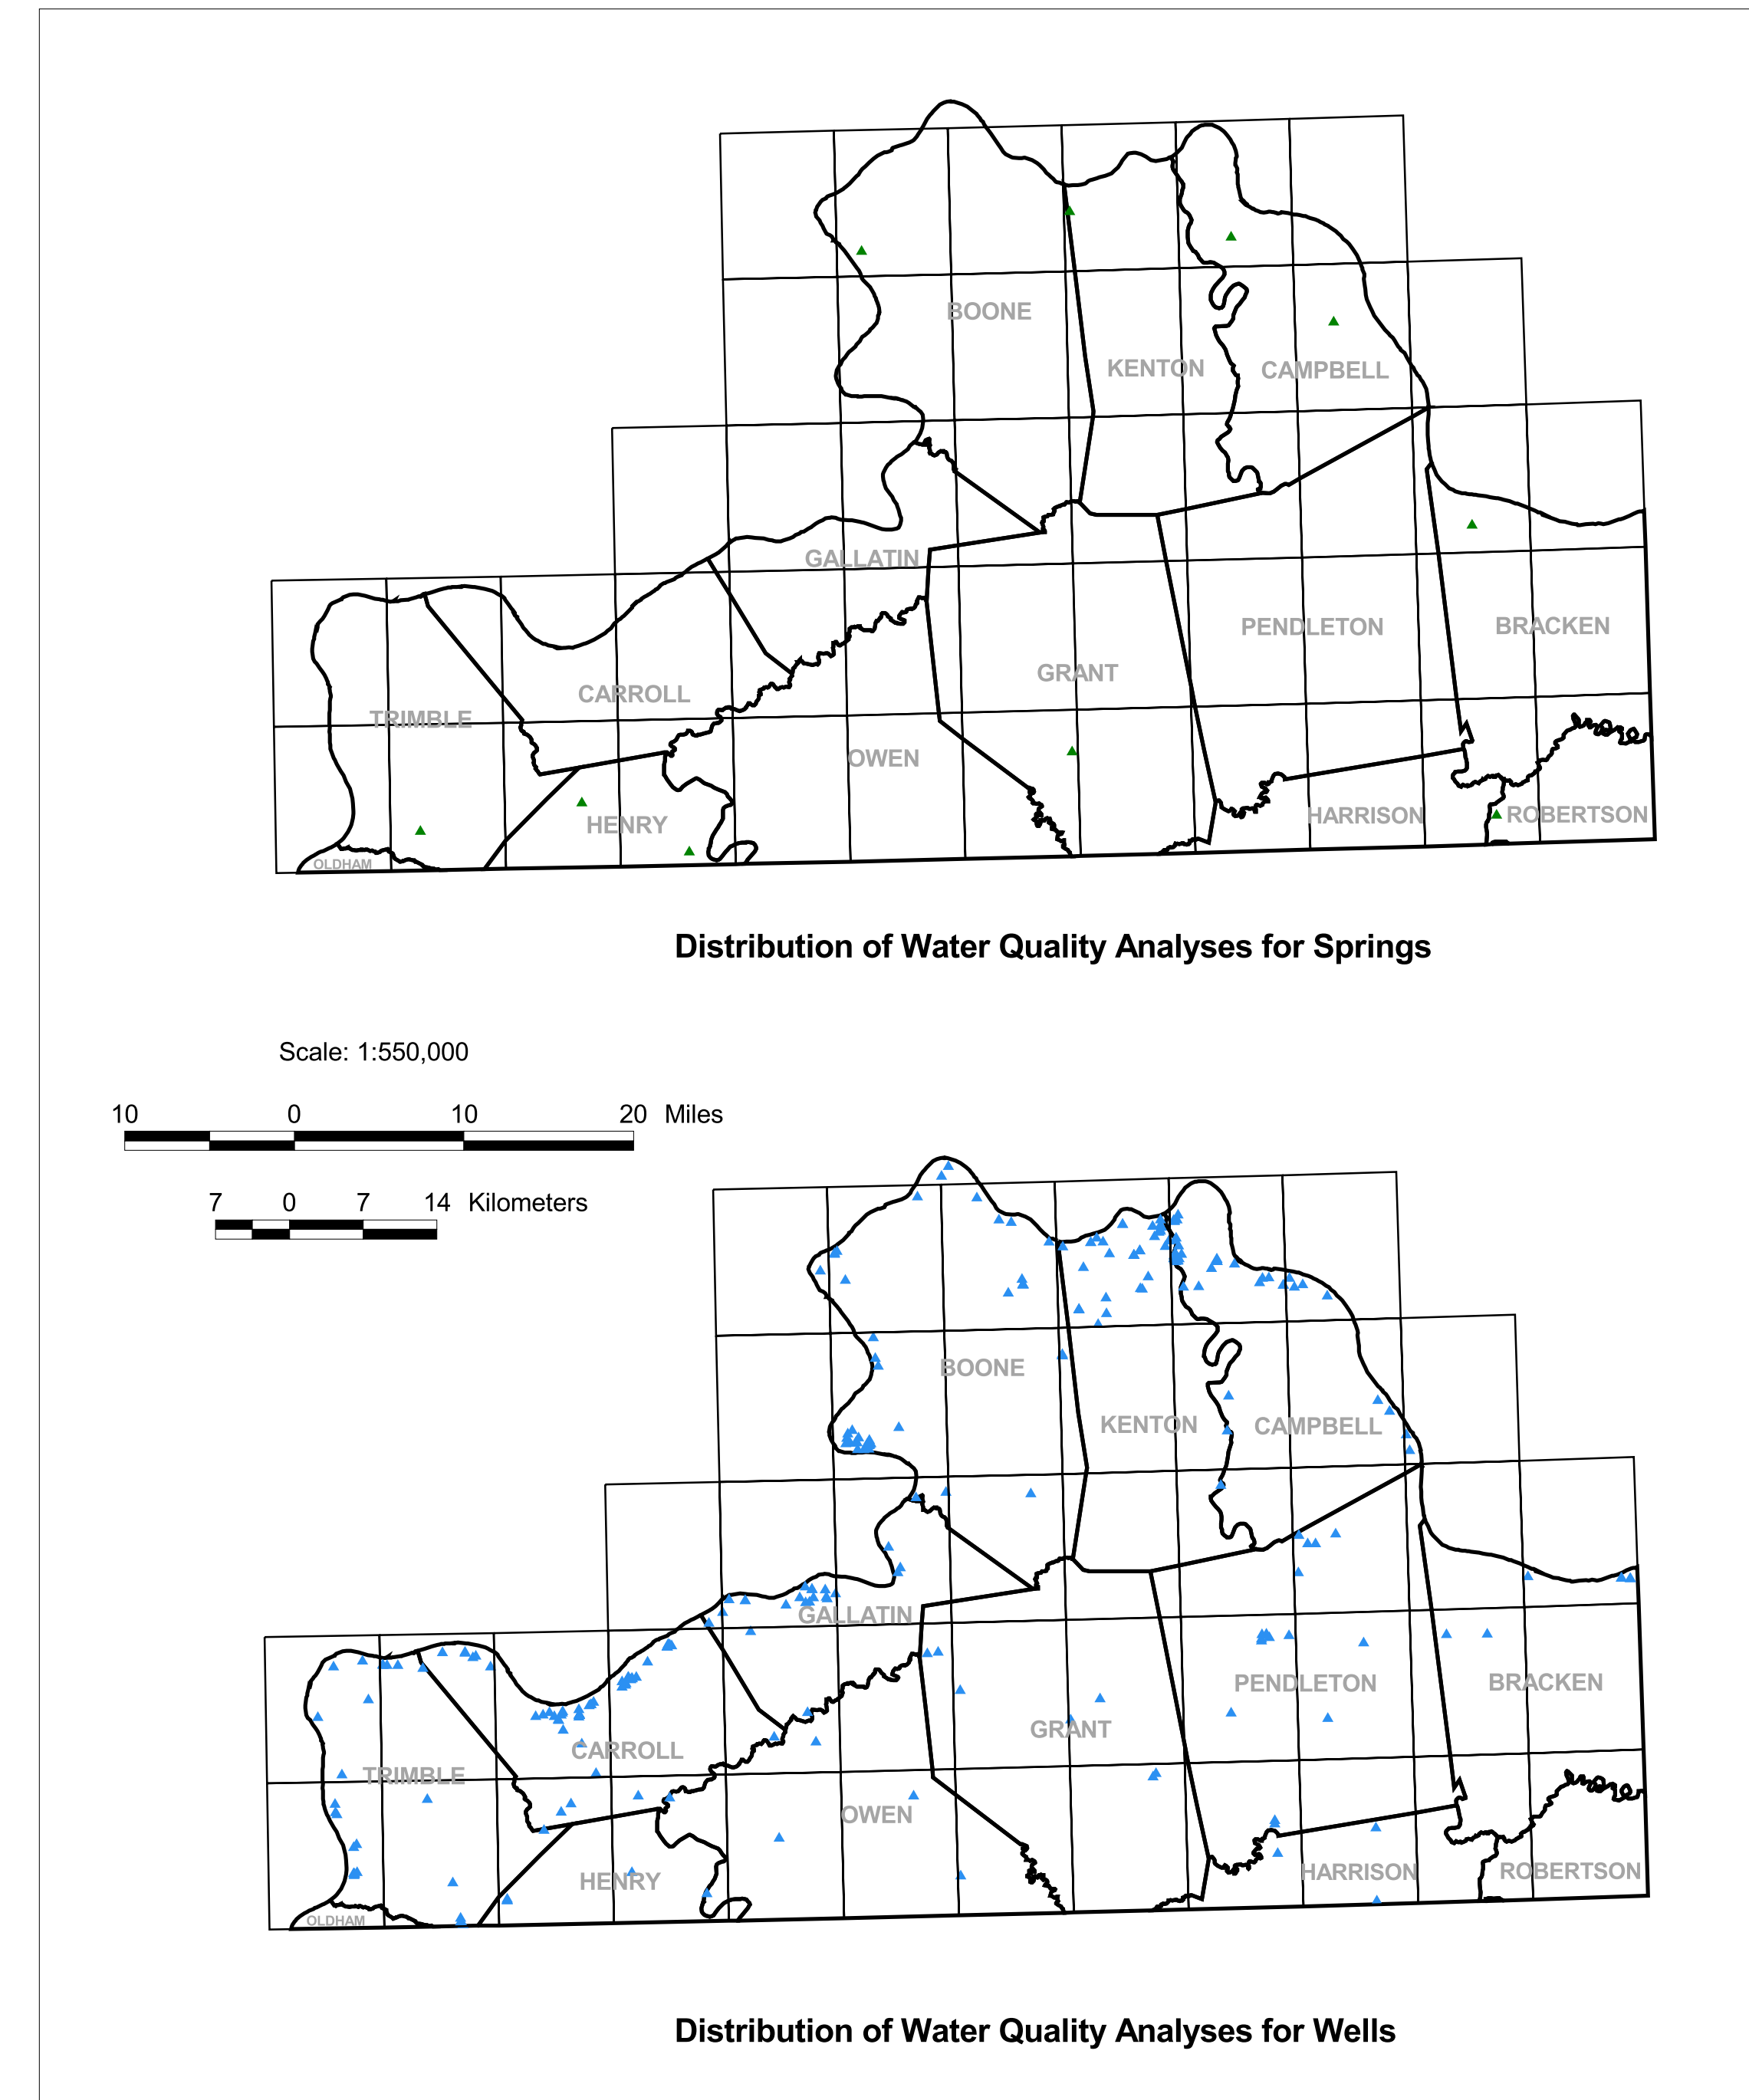 BOONE
KENTON
CAMPBELL
GALLATIN
PENDLETON
BRACKEN
GRANT
CARROLL
TRIMBLE
OWEN
HENRY
HARRISON
ROBERTSON
OLDHAM
Distribution of Water Quality Analyses for Springs
Scale: 1:550,000
10 0 10 20 Miles
7 0 7 14 Kilometers
BOONE
KENTON
CAMPBELL
GALLATIN
PENDLETON
BRACKEN
GRANT
CARROLL
TRIMBLE
OWEN
HENRY
HARRISON
ROBERTSON
OLDHAM
Distribution of Water Quality Analyses for Wells